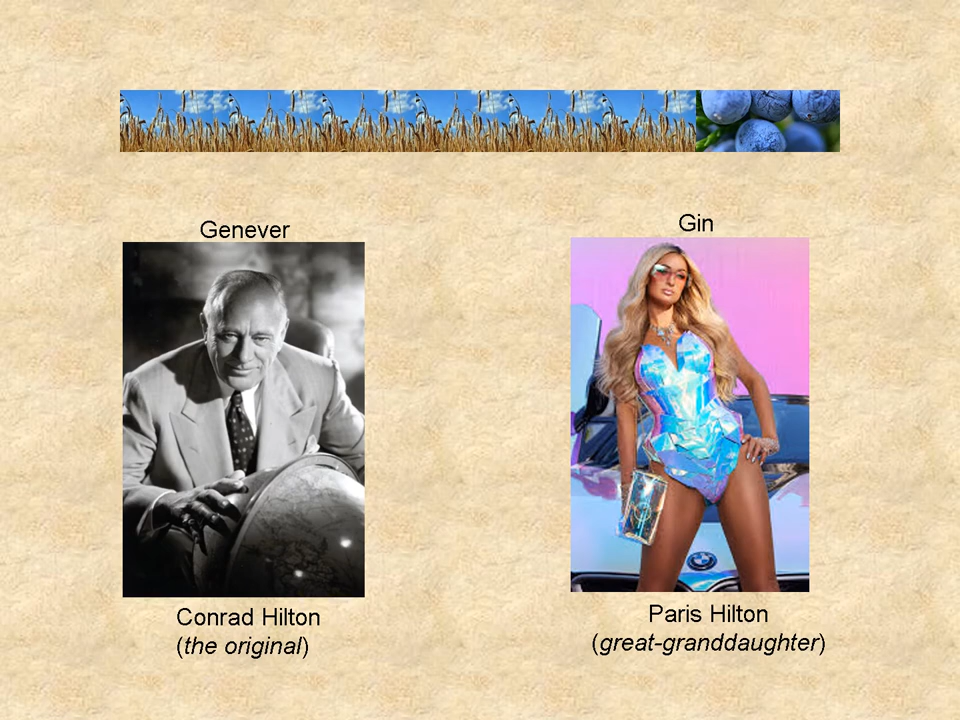 Genever
Gin
Conrad Hilton
(the original)
Paris Hilton
(great-granddaughter)